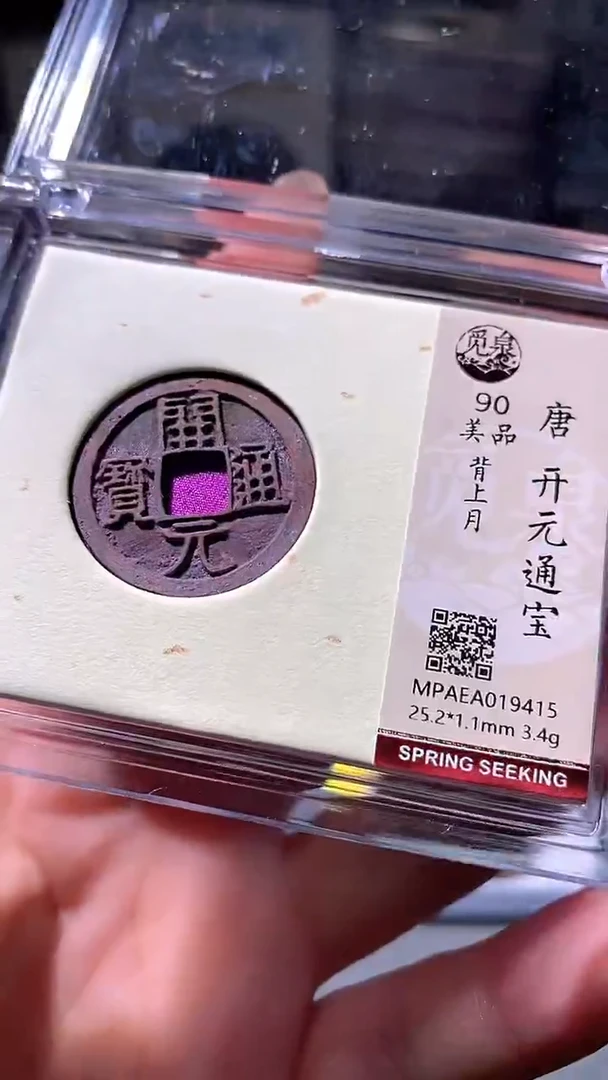 開元通寶
觅泉
90
美品
背上月
唐 开元通宝
MPAEA019415
25.2*1.1mm 3.4g
SPRING SEEKING